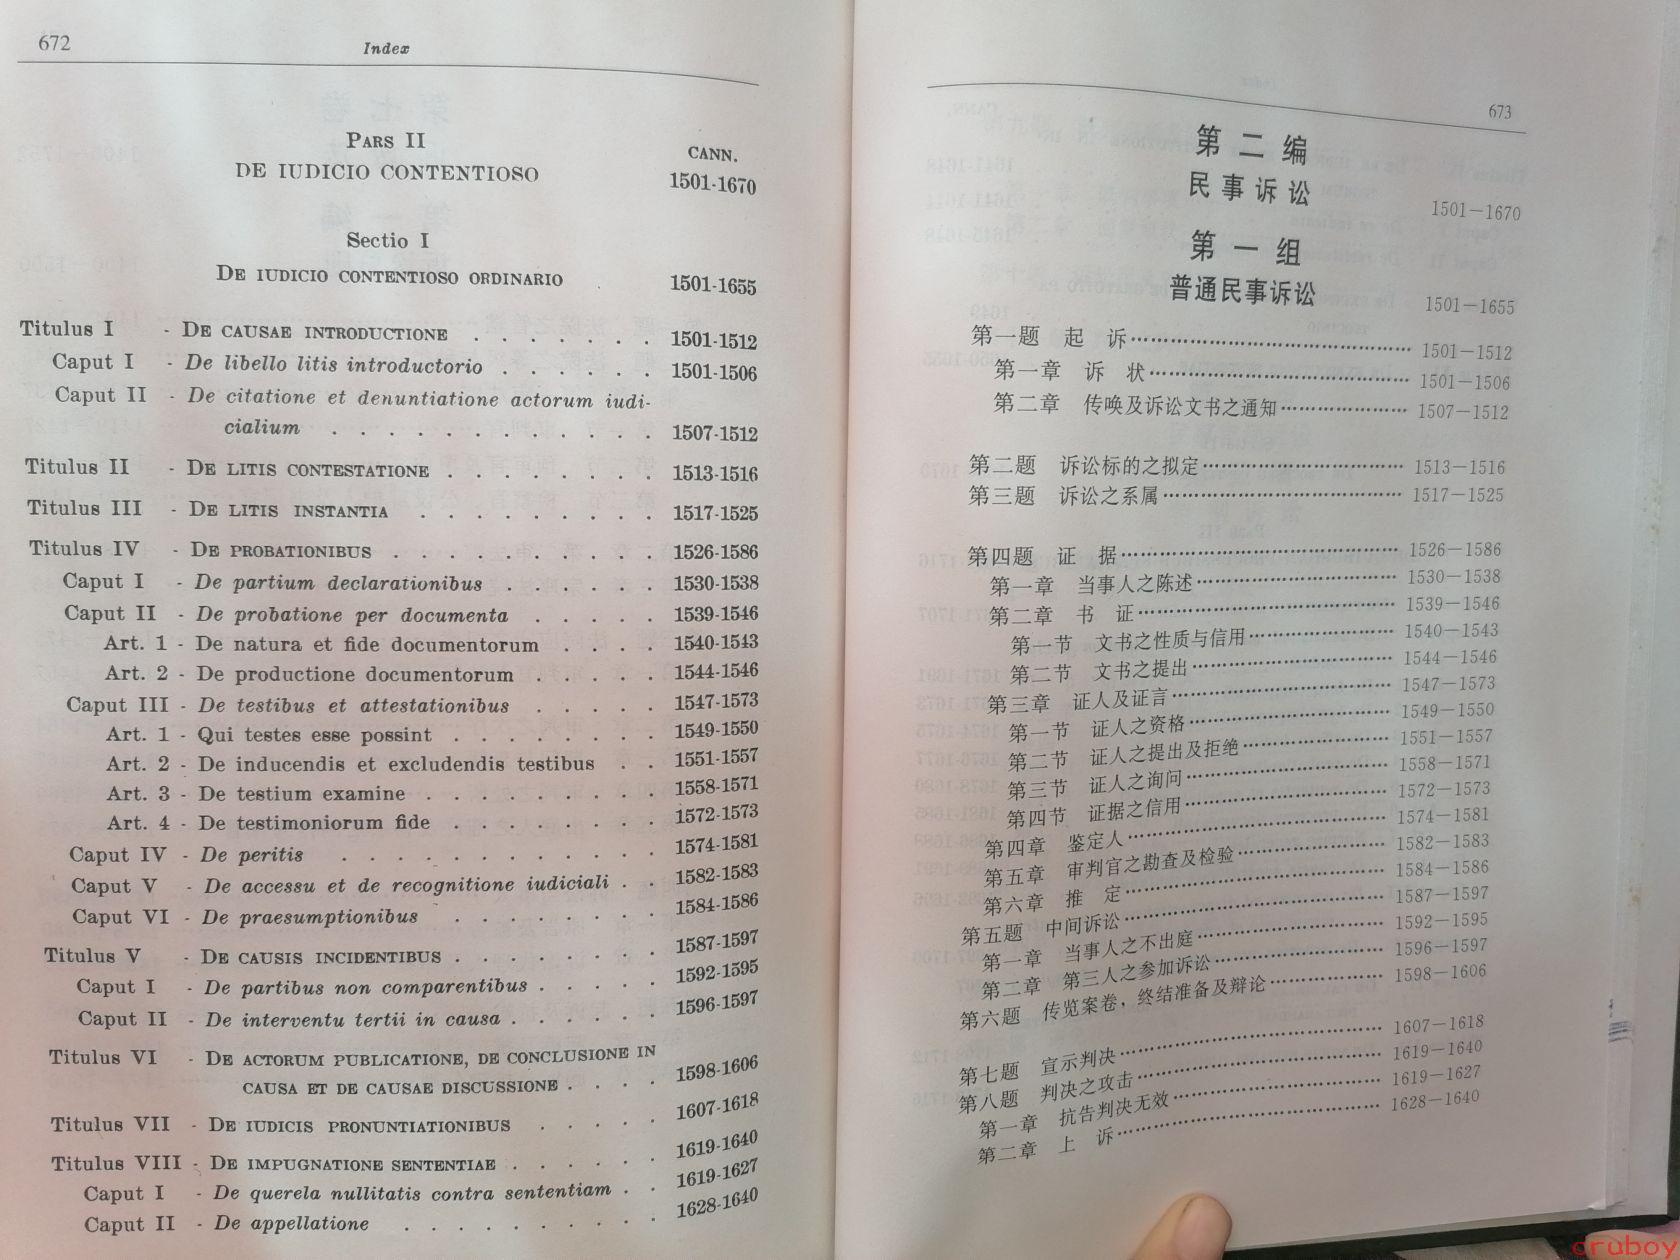 672
Index
Pars II
DE IUDICIO CONTENTIOSO
CANN.
1501-1670
Sectio I
De iudicio contentioso ordinario 1501-1655
Titulus I - De causae introductione . . . . . . . 1501-1512
Caput I - De libello litis introductorio . . . . . . 1501-1506
Caput II - De citatione et denuntiatione actorum iudi-
cialium . . . . . . . . . . . . 1507-1512
Titulus II - De litis contestatione . . . . . . . . 1513-1516
Titulus III - De litis instantia . . . . . . . . . 1517-1525
Titulus IV - De probationibus . . . . . . . . . . 1526-1586
Caput I - De partium declarationibus . . . . . . 1530-1538
Caput II - De probatione per documenta . . . . . 1539-1546
Art. 1 - De natura et fide documentorum . . . . 1540-1543
Art. 2 - De productione documentorum . . . . . 1544-1546
Caput III - De testibus et attestationibus . . . . . 1547-1573
Art. 1 - Qui testes esse possint . . . . . . . . 1549-1550
Art. 2 - De inducendis et excludendis testibus . . 1551-1557
Art. 3 - De testium examine . . . . . . . . . 1558-1571
Art. 4 - De testimoniorum fide . . . . . . . . 1572-1573
Caput IV - De peritis . . . . . . . . . . . . 1574-1581
Caput V - De accessu et de recognitione iudiciali . . 1582-1583
Caput VI - De praesumptionibus . . . . . . . . 1584-1586
Titulus V - De causis incidentibus . . . . . . . . 1587-1597
Caput I - De partibus non comparentibus . . . . . 1592-1595
Caput II - De interventu tertii in causa . . . . . . 1596-1597
Titulus VI - De actorum publicatione, de conclusione in
causa et de causae discussione . . . . 1598-1606
Titulus VII - De iudicis pronuntiationibus . . . . . 1607-1618
Titulus VIII - De impugnatione sententiae . . . . . . 1619-1640
Caput I - De querela nullitatis contra sententiam . . 1619-1627
Caput II - De appellatione . . . . . . . . . . 1628-1640
673
第二编
民事诉讼 1501—1670
第一组
普通民事诉讼 1501—1655
第一题 起 诉…………………………………… 1501—1512
第一章 诉 状………………………………… 1501—1506
第二章 传唤及诉讼文书之通知……………… 1507—1512
第二题 诉讼标的之拟定………………………… 1513—1516
第三题 诉讼之系属……………………………… 1517—1525
第四题 证 据…………………………………… 1526—1586
第一章 当事人之陈述………………………… 1530—1538
第二章 书 证………………………………… 1539—1546
第一节 文书之性质与信用………………… 1540—1543
第二节 文书之提出………………………… 1544—1546
第三章 证人及证言…………………………… 1547—1573
第一节 证人之资格………………………… 1549—1550
第二节 证人之提出及拒绝………………… 1551—1557
第三节 证人之询问………………………… 1558—1571
第四节 证据之信用………………………… 1572—1573
第四章 鉴定人………………………………… 1574—1581
第五章 审判官之勘查及检验………………… 1582—1583
第六章 推 定………………………………… 1584—1586
第五题 中间诉讼………………………………… 1587—1597
第一章 当事人之不出庭……………………… 1592—1595
第二章 第三人之参加诉讼…………………… 1596—1597
第六题 传览案卷，终结准备及辩论…………… 1598—1606
第七题 宣示判决………………………………… 1607—1618
第八题 判决之攻击……………………………… 1619—1640
第一章 抗告判决无效………………………… 1619—1627
第二章 上 诉………………………………… 1628—1640
cruboy